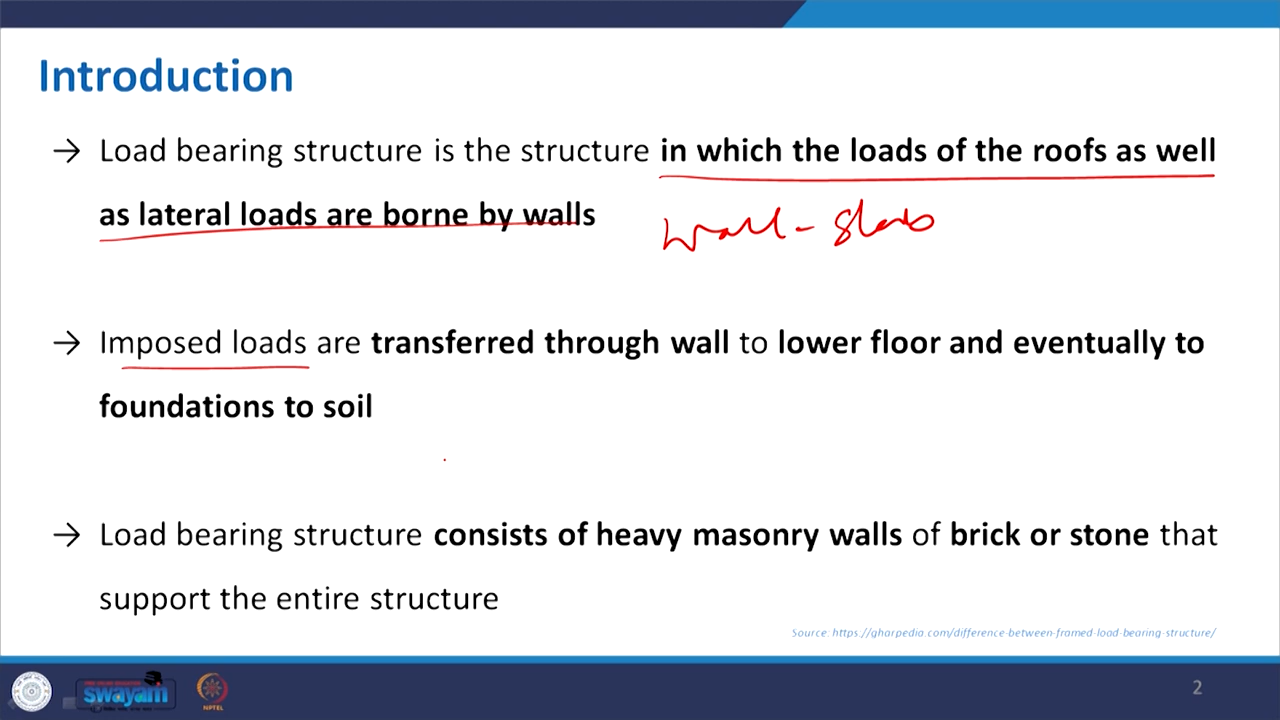 Introduction
→ Load bearing structure is the structure in which the loads of the roofs as well
as lateral loads are borne by walls
Wall - Slab
→ Imposed loads are transferred through wall to lower floor and eventually to
foundations to soil
→ Load bearing structure consists of heavy masonry walls of brick or stone that
support the entire structure
Source: https://gharpedia.com/difference-between-framed-load-bearing-structure/
swayam
NPTEL
2